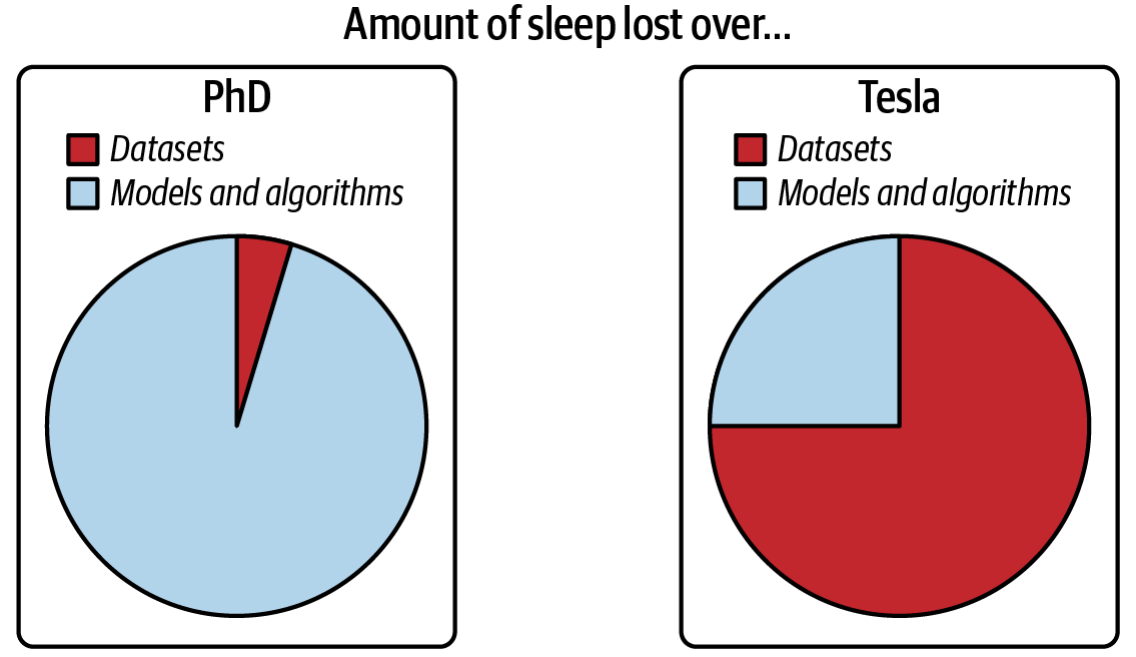 Amount of sleep lost over...
PhD
Datasets
Models and algorithms
Tesla
Datasets
Models and algorithms